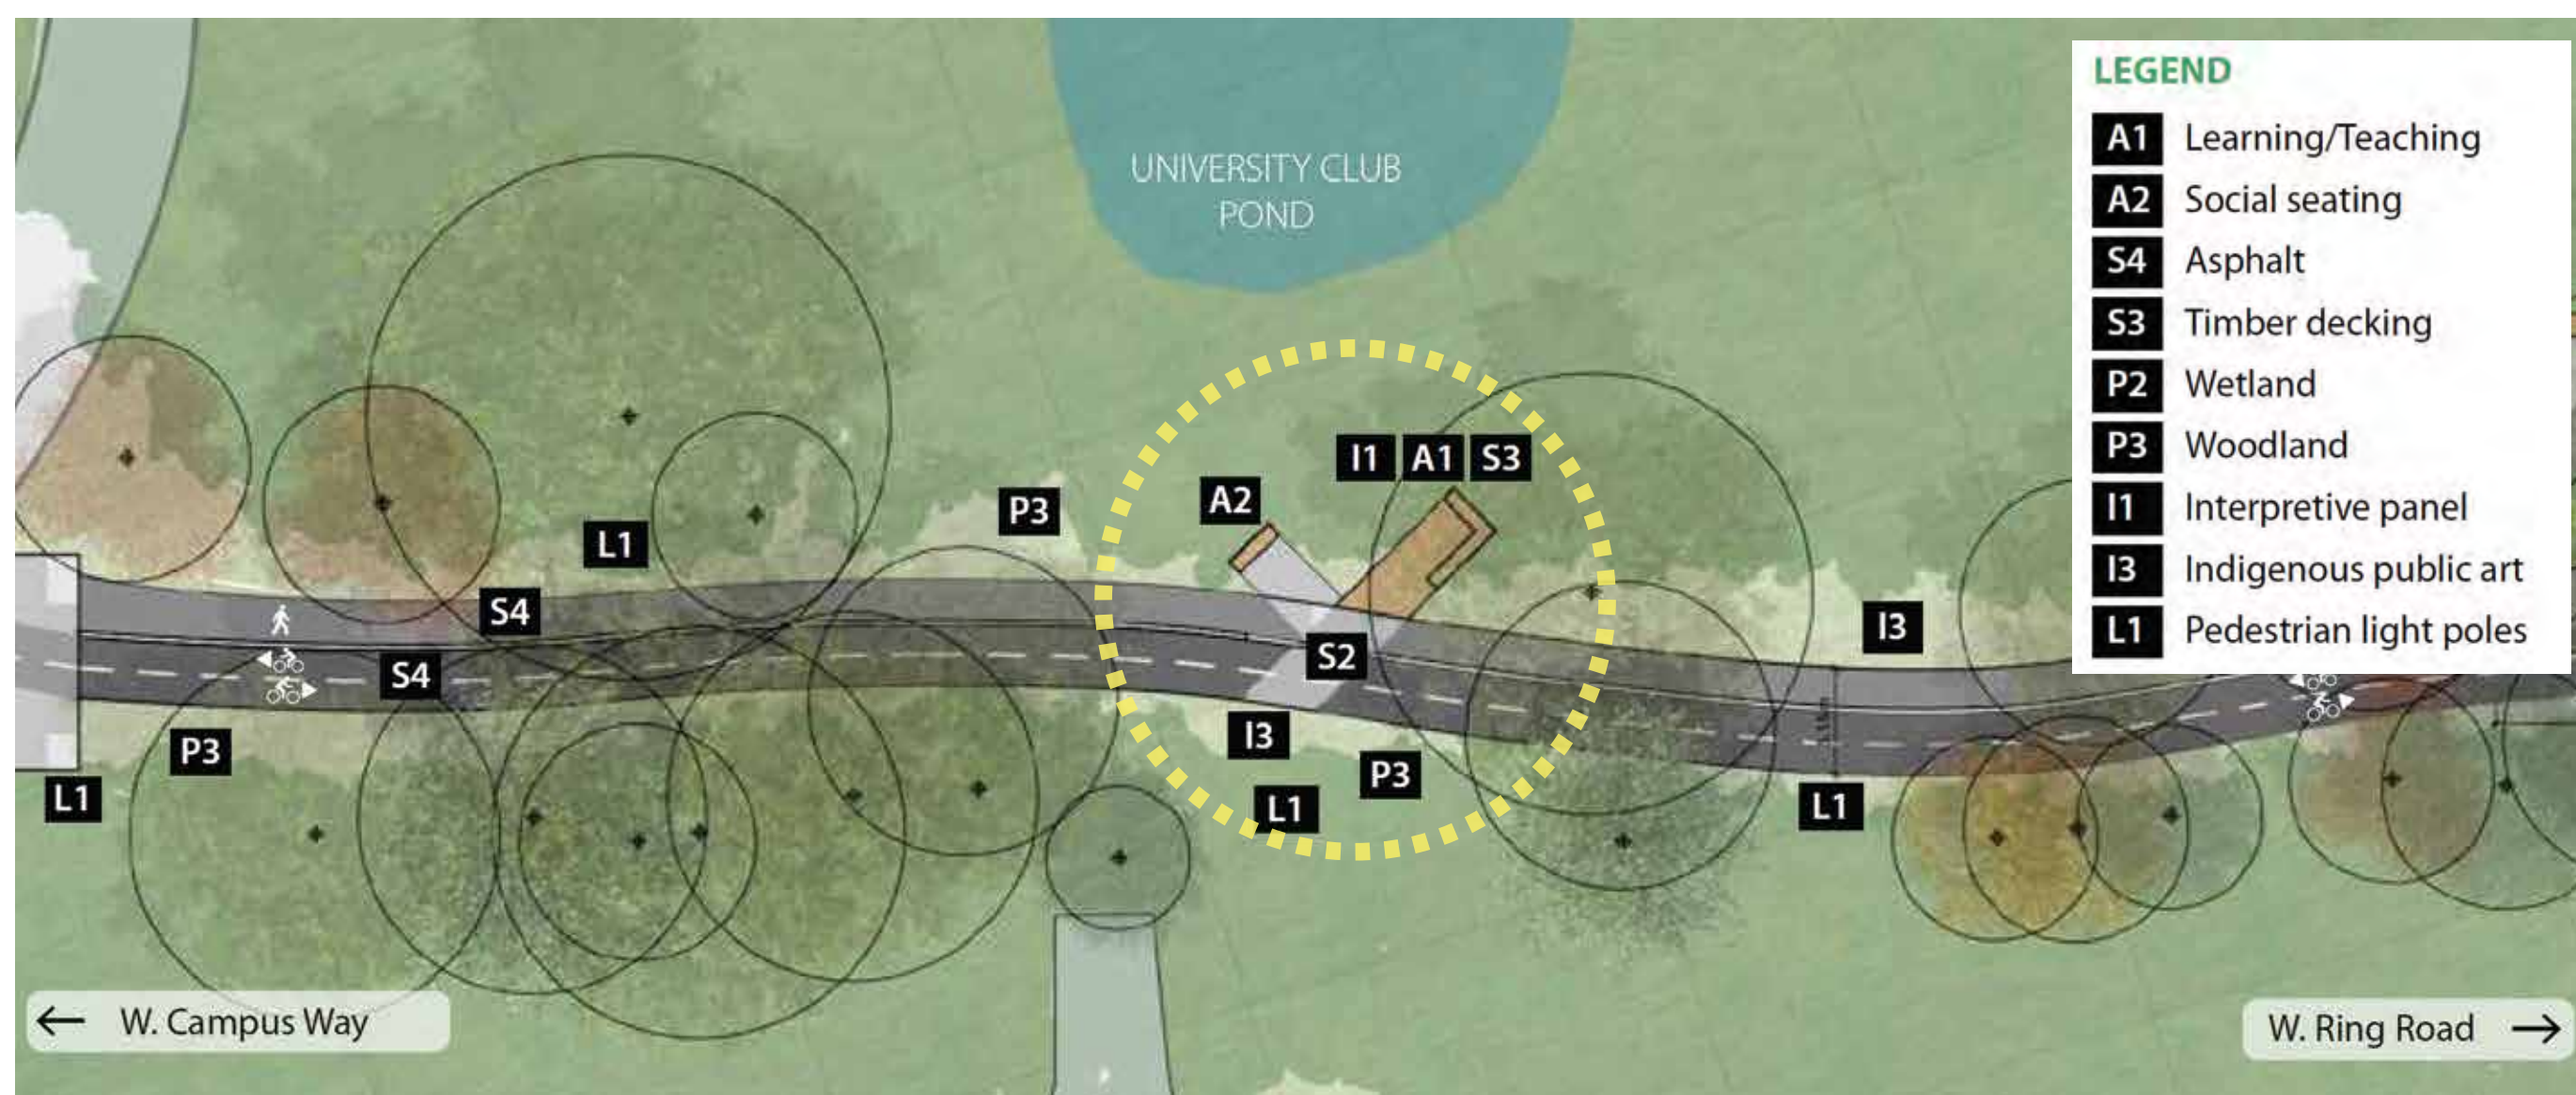 UNIVERSITY CLUB
POND
LEGEND
A1 Learning/Teaching
A2 Social seating
S4 Asphalt
S3 Timber decking
P2 Wetland
P3 Woodland
I1 Interpretive panel
I3 Indigenous public art
L1 Pedestrian light poles
I1 A1 S3
A2
P3
L1
S4
I3
S2
S4
I3
P3
P3
L1
L1
L1
← W. Campus Way
W. Ring Road →